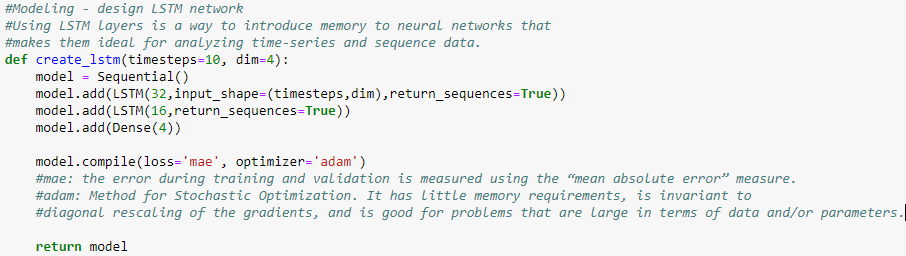 #Modeling - design LSTM network
#Using LSTM layers is a way to introduce memory to neural networks that
#makes them ideal for analyzing time-series and sequence data.
def create_lstm(timesteps=10, dim=4):
    model = Sequential()
    model.add(LSTM(32,input_shape=(timesteps,dim),return_sequences=True))
    model.add(LSTM(16,return_sequences=True))
    model.add(Dense(4))
    model.compile(loss='mae', optimizer='adam')
    #mae: the error during training and validation is measured using the “mean absolute error” measure.
    #adam: Method for Stochastic Optimization. It has little memory requirements, is invariant to
    #diagonal rescaling of the gradients, and is good for problems that are large in terms of data and/or parameters.
    return model